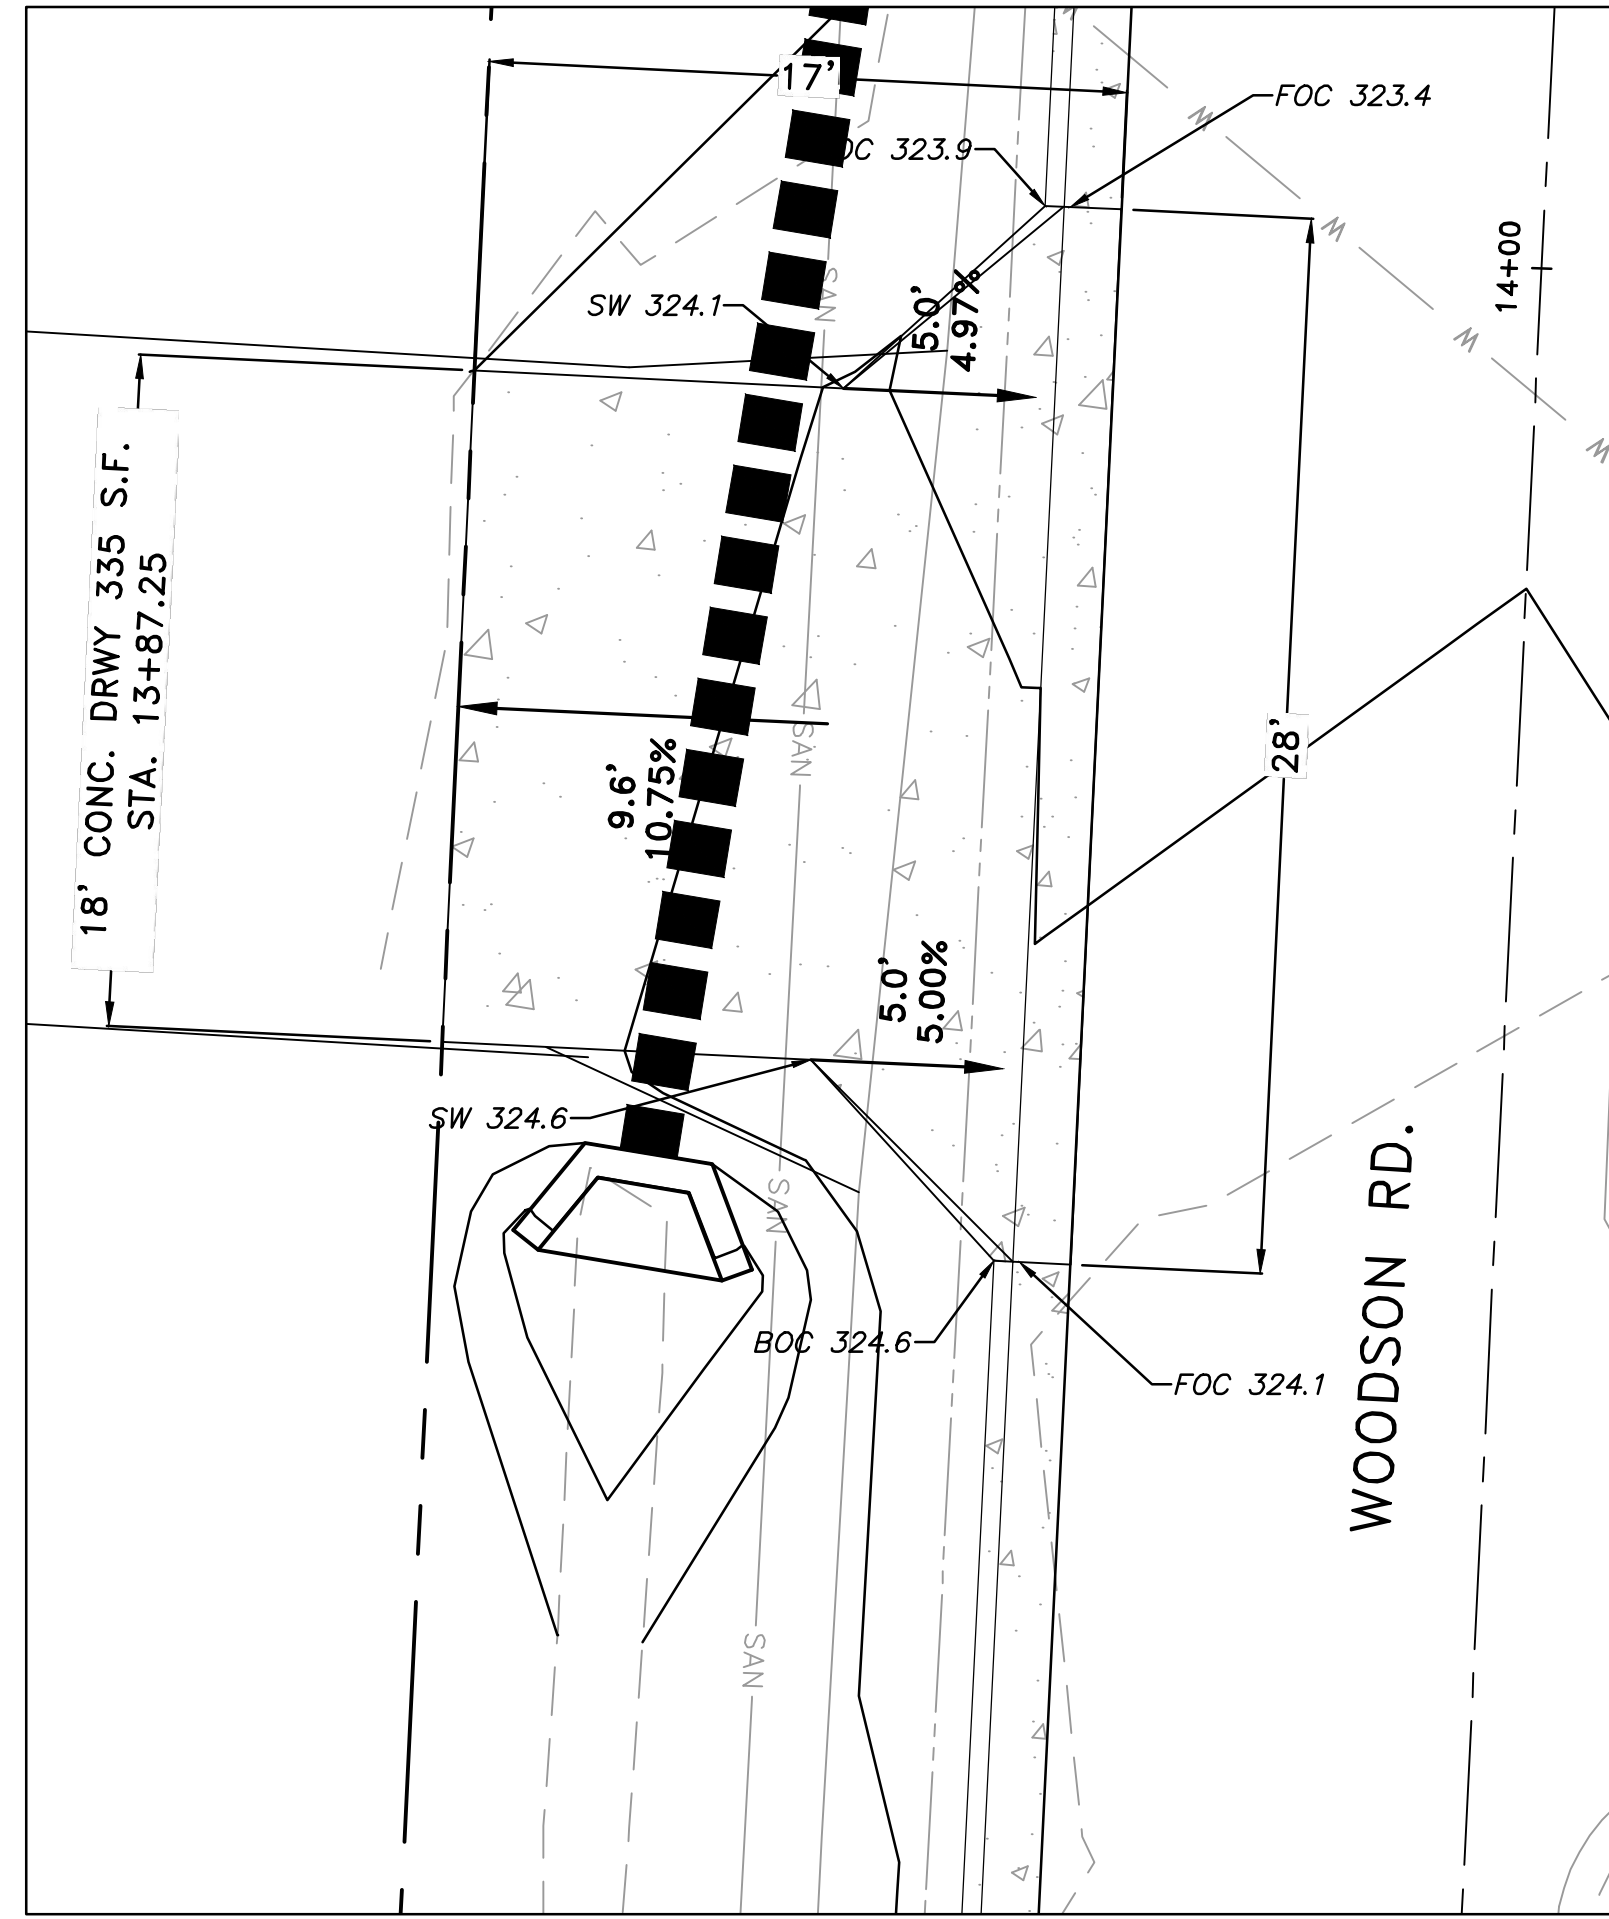 17'
FOC 323.4
OC 323.9
SW 324.1
5.0'
4.97%
14+00
18' CONC. DRWY 335 S.F.
STA. 13+87.25
SAN
28'
SAN
9.6'
10.75%
5.0'
5.00%
SW 324.6
SAN
BOC 324.6
FOC 324.1
WOODSON RD.
SAN